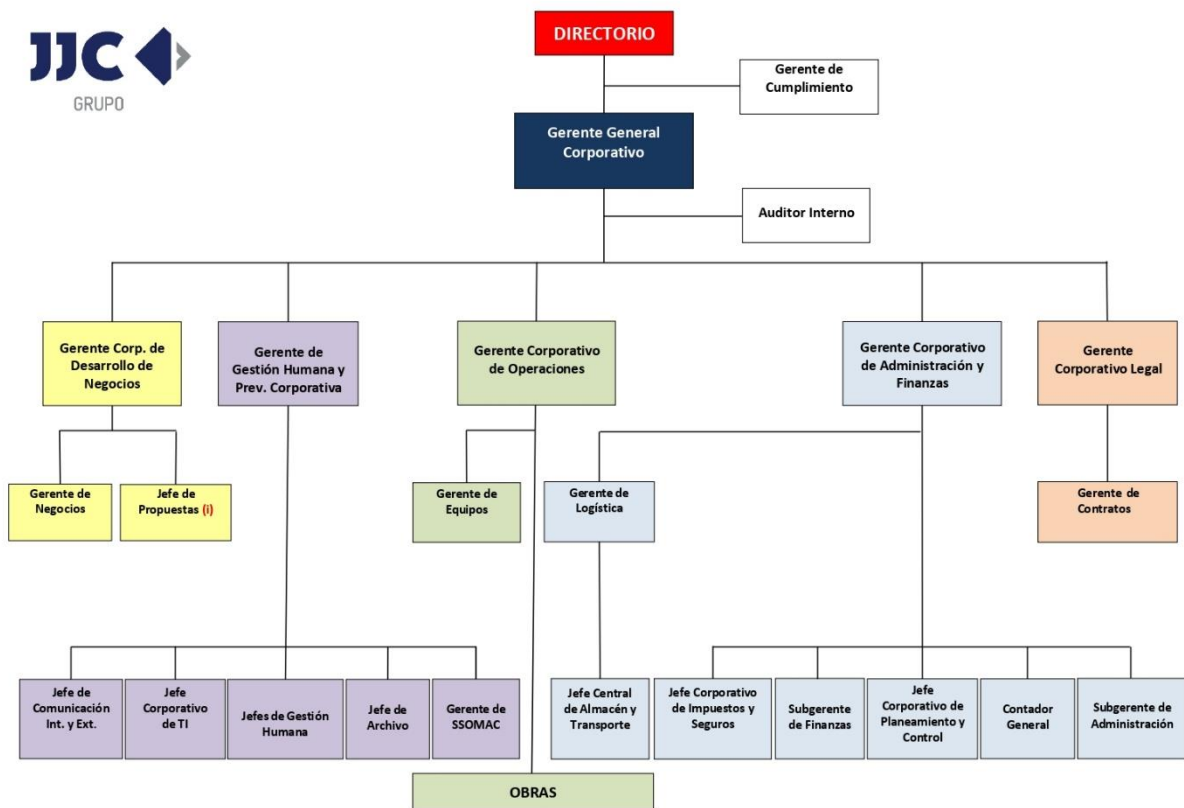 JJC
GRUPO
DIRECTORIO
Gerente de
Cumplimiento
Gerente General
Corporativo
Auditor Interno
Gerente Corp. de
Desarrollo de
Negocios
Gerente de
Gestión Humana y
Prev. Corporativa
Gerente Corporativo
de Operaciones
Gerente Corporativo
de Administración y
Finanzas
Gerente
Corporativo Legal
Gerente de
Negocios
Jefe de
Propuestas (i)
Gerente de
Equipos
Gerente de
Logística
Gerente de
Contratos
Jefe de
Comunicación
Int. y Ext.
Jefe
Corporativo
de TI
Jefes de Gestión
Humana
Jefe de
Archivo
Gerente de
SSOMAC
Jefe Central
de Almacén y
Transporte
Jefe Corporativo
de Impuestos y
Seguros
Subgerente
de Finanzas
Jefe
Corporativo de
Planeamiento y
Control
Contador
General
Subgerente de
Administración
OBRAS